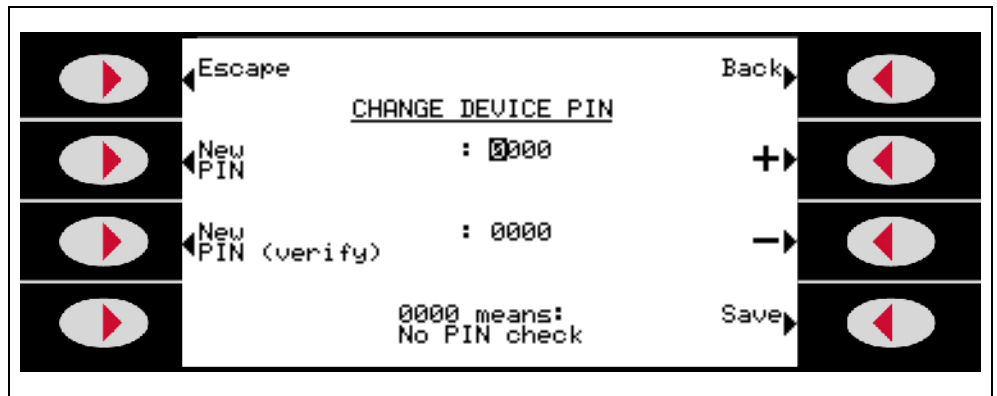 Escape Back
CHANGE DEVICE PIN
New : 0000 +
PIN
New : 0000 −
PIN (verify)
0000 means: Save
No PIN check